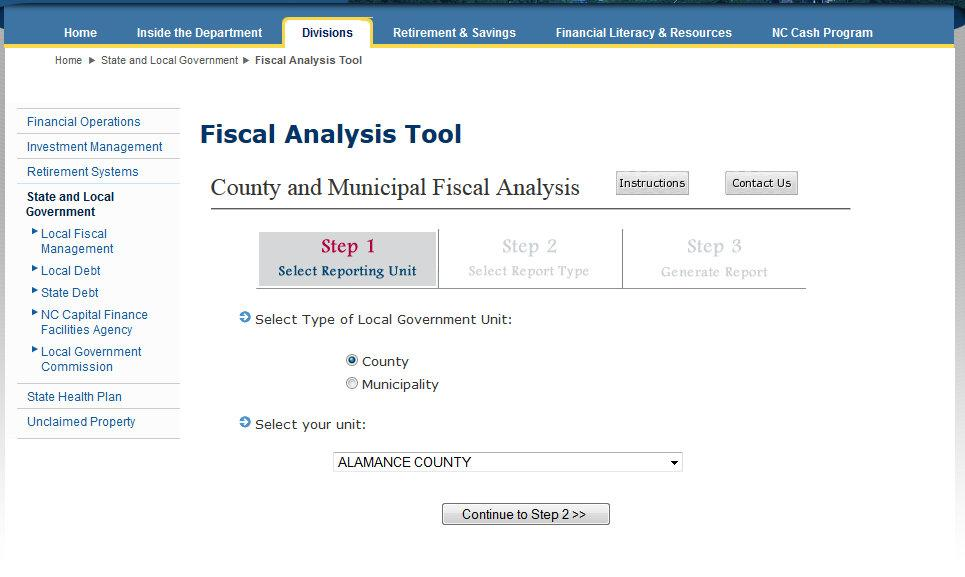 Home Inside the Department Divisions Retirement & Savings Financial Literacy & Resources NC Cash Program
Home State and Local Government Fiscal Analysis Tool
Financial Operations
Investment Management
Retirement Systems
State and Local
Government
Local Fiscal
Management
Local Debt
State Debt
NC Capital Finance
Facilities Agency
Local Government
Commission
State Health Plan
Unclaimed Property
Fiscal Analysis Tool
County and Municipal Fiscal Analysis Instructions Contact Us
Step 1 Step 2 Step 3
Select Reporting Unit Select Report Type Generate Report
Select Type of Local Government Unit:
County
Municipality
Select your unit:
ALAMANCE COUNTY
Continue to Step 2 >>